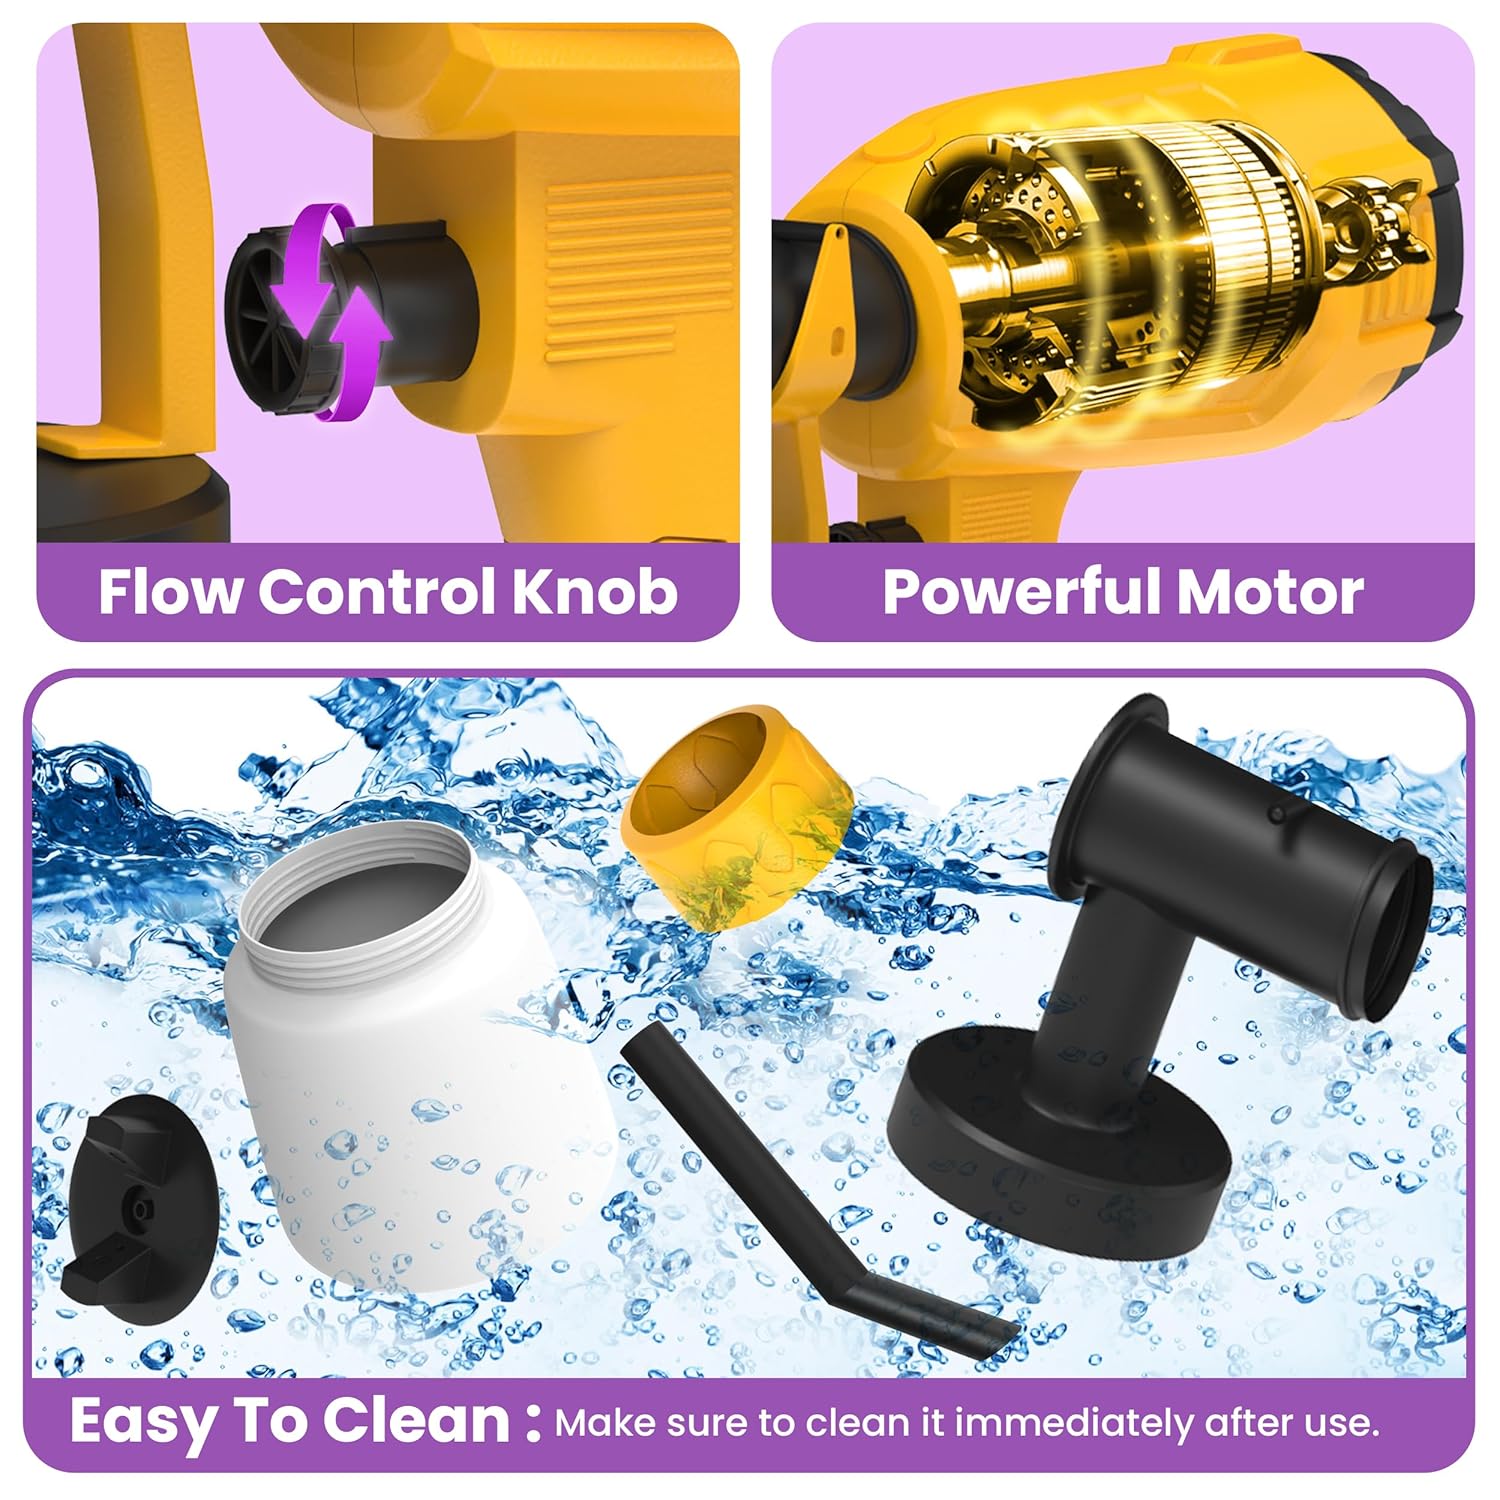 Flow Control Knob
Powerful Motor
Easy To Clean : Make sure to clean it immediately after use.